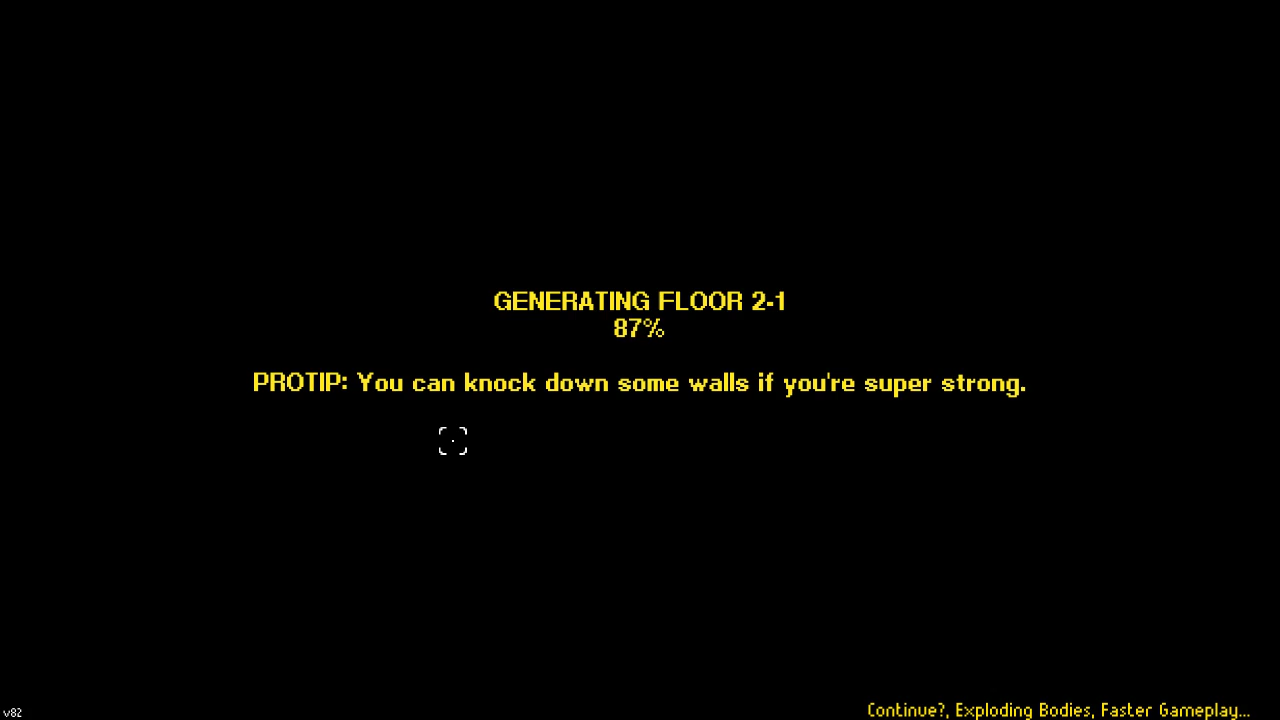 GENERATING FLOOR 2-1
87%
PROTIP: You can knock down some walls if you're super strong.
v82
Continue?, Exploding Bodies, Faster Gameplay...